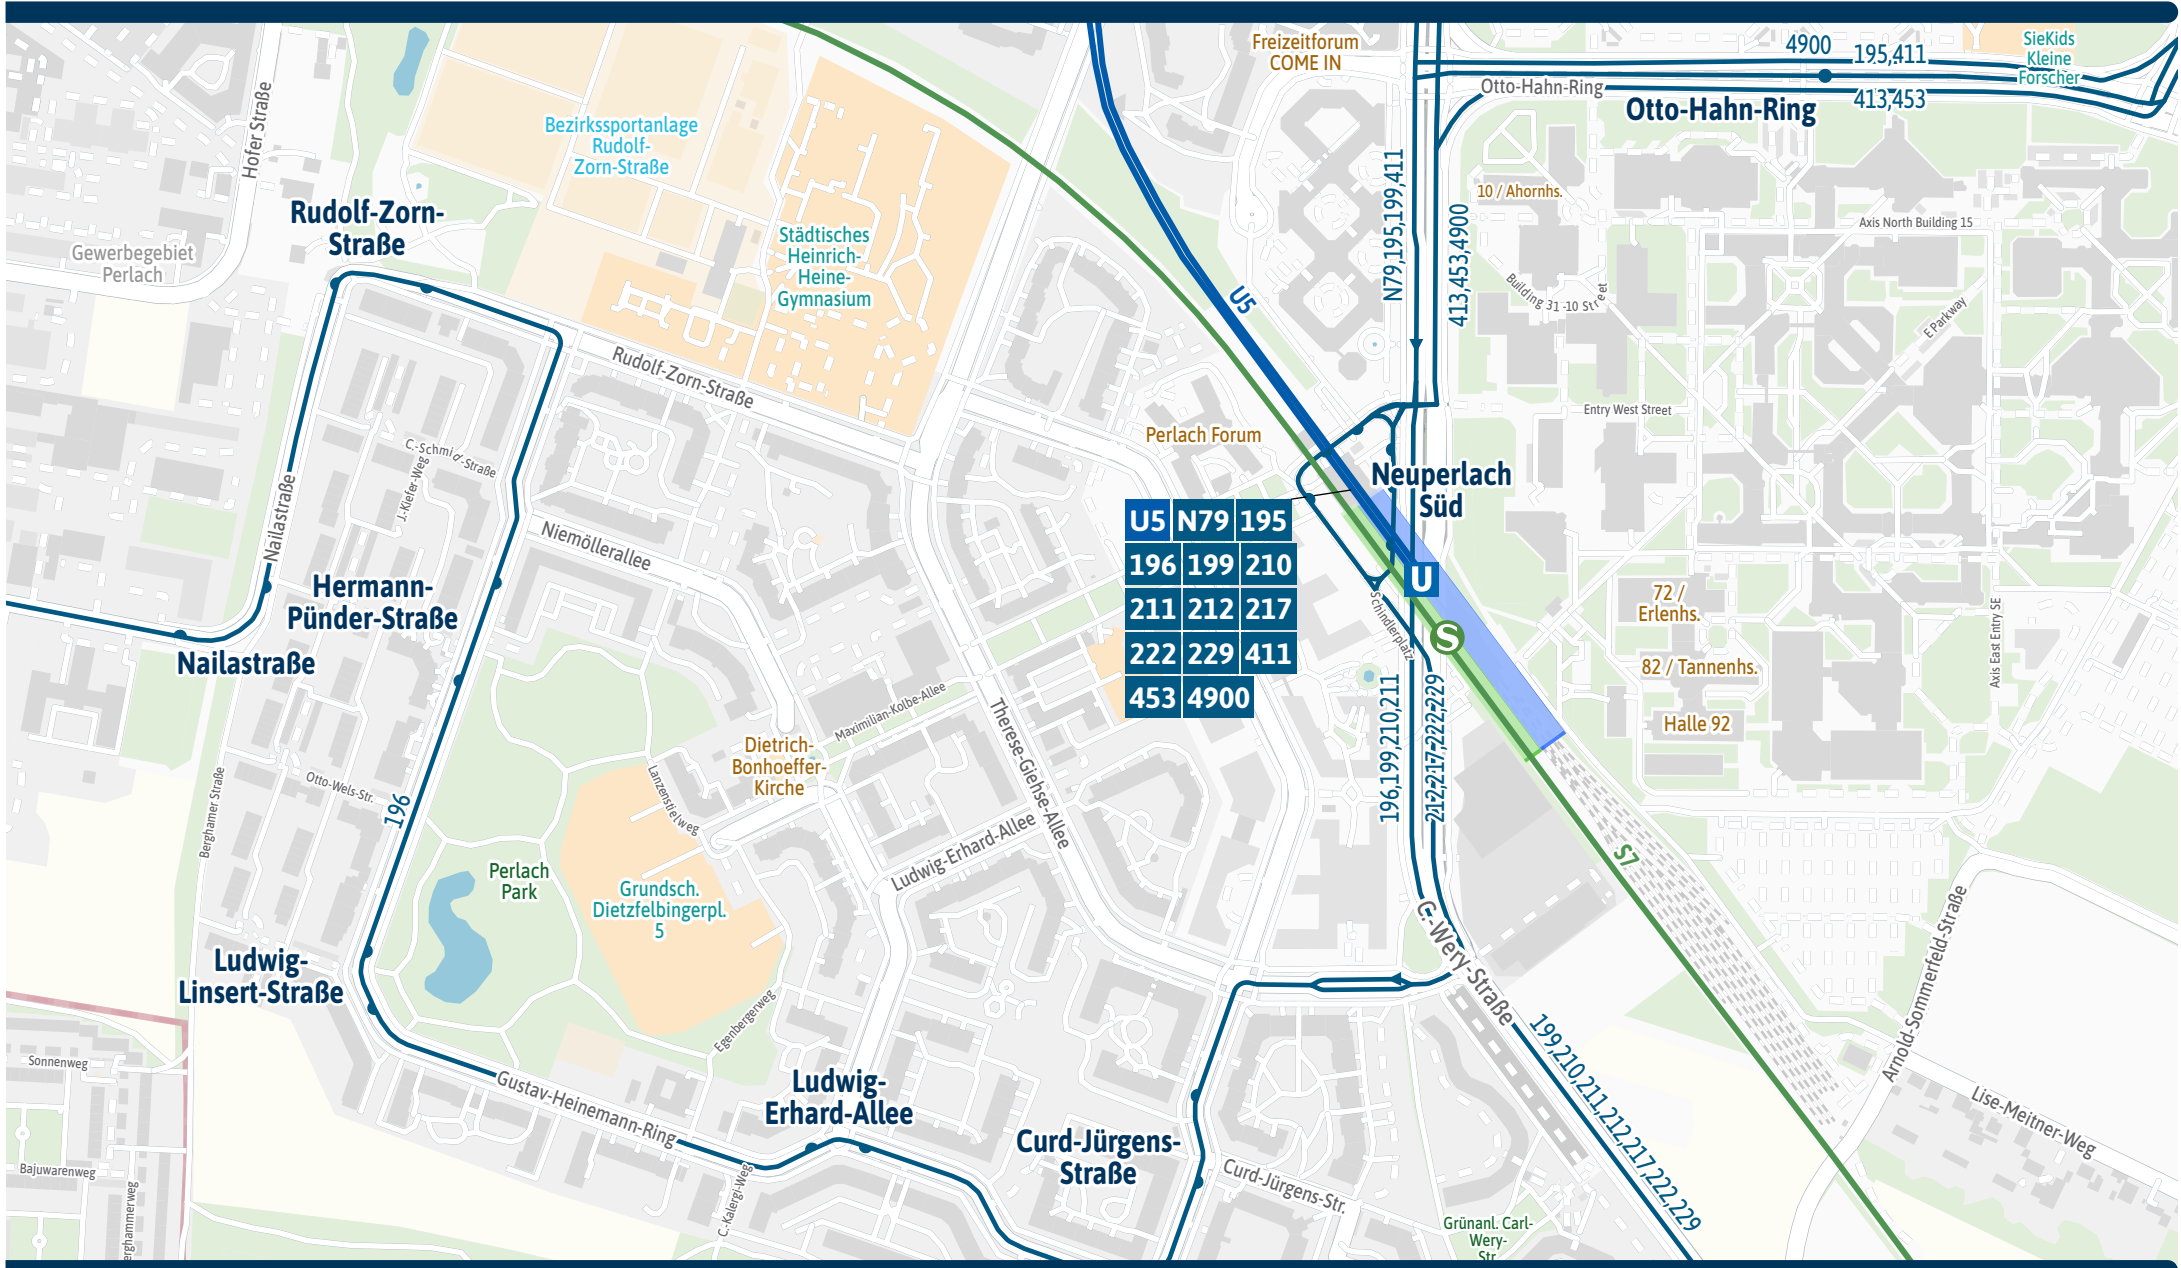 Freizeitforum
COME IN
4900
195,411
SieKids
Kleine
Forscher
Otto-Hahn-Ring
Otto-Hahn-Ring
413,453
Hofer Straße
Bezirkssportanlage
Rudolf-
Zorn-Straße
N79,195,199,411
413,453,4900
10 / Ahornhs.
Axis North Building 15
Rudolf-Zorn-
Straße
Gewerbegebiet
Perlach
Städtisches
Heinrich-
Heine-
Gymnasium
U5
Building 31 -10 Street
E Parkway
Rudolf-Zorn-Straße
Entry West Street
Perlach Forum
C.-Schmid-Straße
J.-Kiefer-Weg
Nailastraße
Neuperlach
Süd
U5 N79 195
196 199 210
211 212 217
222 229 411
453 4900
Niemöllerallee
U
S
Schindlerplatz
Hermann-
Pünder-Straße
72 /
Erlenhs.
Axis East Entry SE
Nailastraße
82 / Tannenhs.
Halle 92
Maximilian-Kolbe-Allee
Therese-Giehse-Allee
196,199,210,211
212,217,222,229
Dietrich-
Bonhoeffer-
Kirche
Lanzenstielweg
Otto-Wels-Str.
Berghamer Straße
196
Ludwig-Erhard-Allee
S7
Perlach
Park
Grundsch.
Dietzfelbingerpl.
5
C.-Wery-Straße
Arnold-Sommerfeld-Straße
Ludwig-
Linsert-Straße
Egenbergerweg
199,210,211,212,217,222,229
Sonnenweg
Gustav-Heinemann-Ring
Ludwig-
Erhard-Allee
Lise-Meitner-Weg
Curd-Jürgens-
Straße
Bajuwarenweg
C.-Kalergi-Weg
Curd-Jürgens-Str.
Grünanl. Carl-
Wery-
Str.